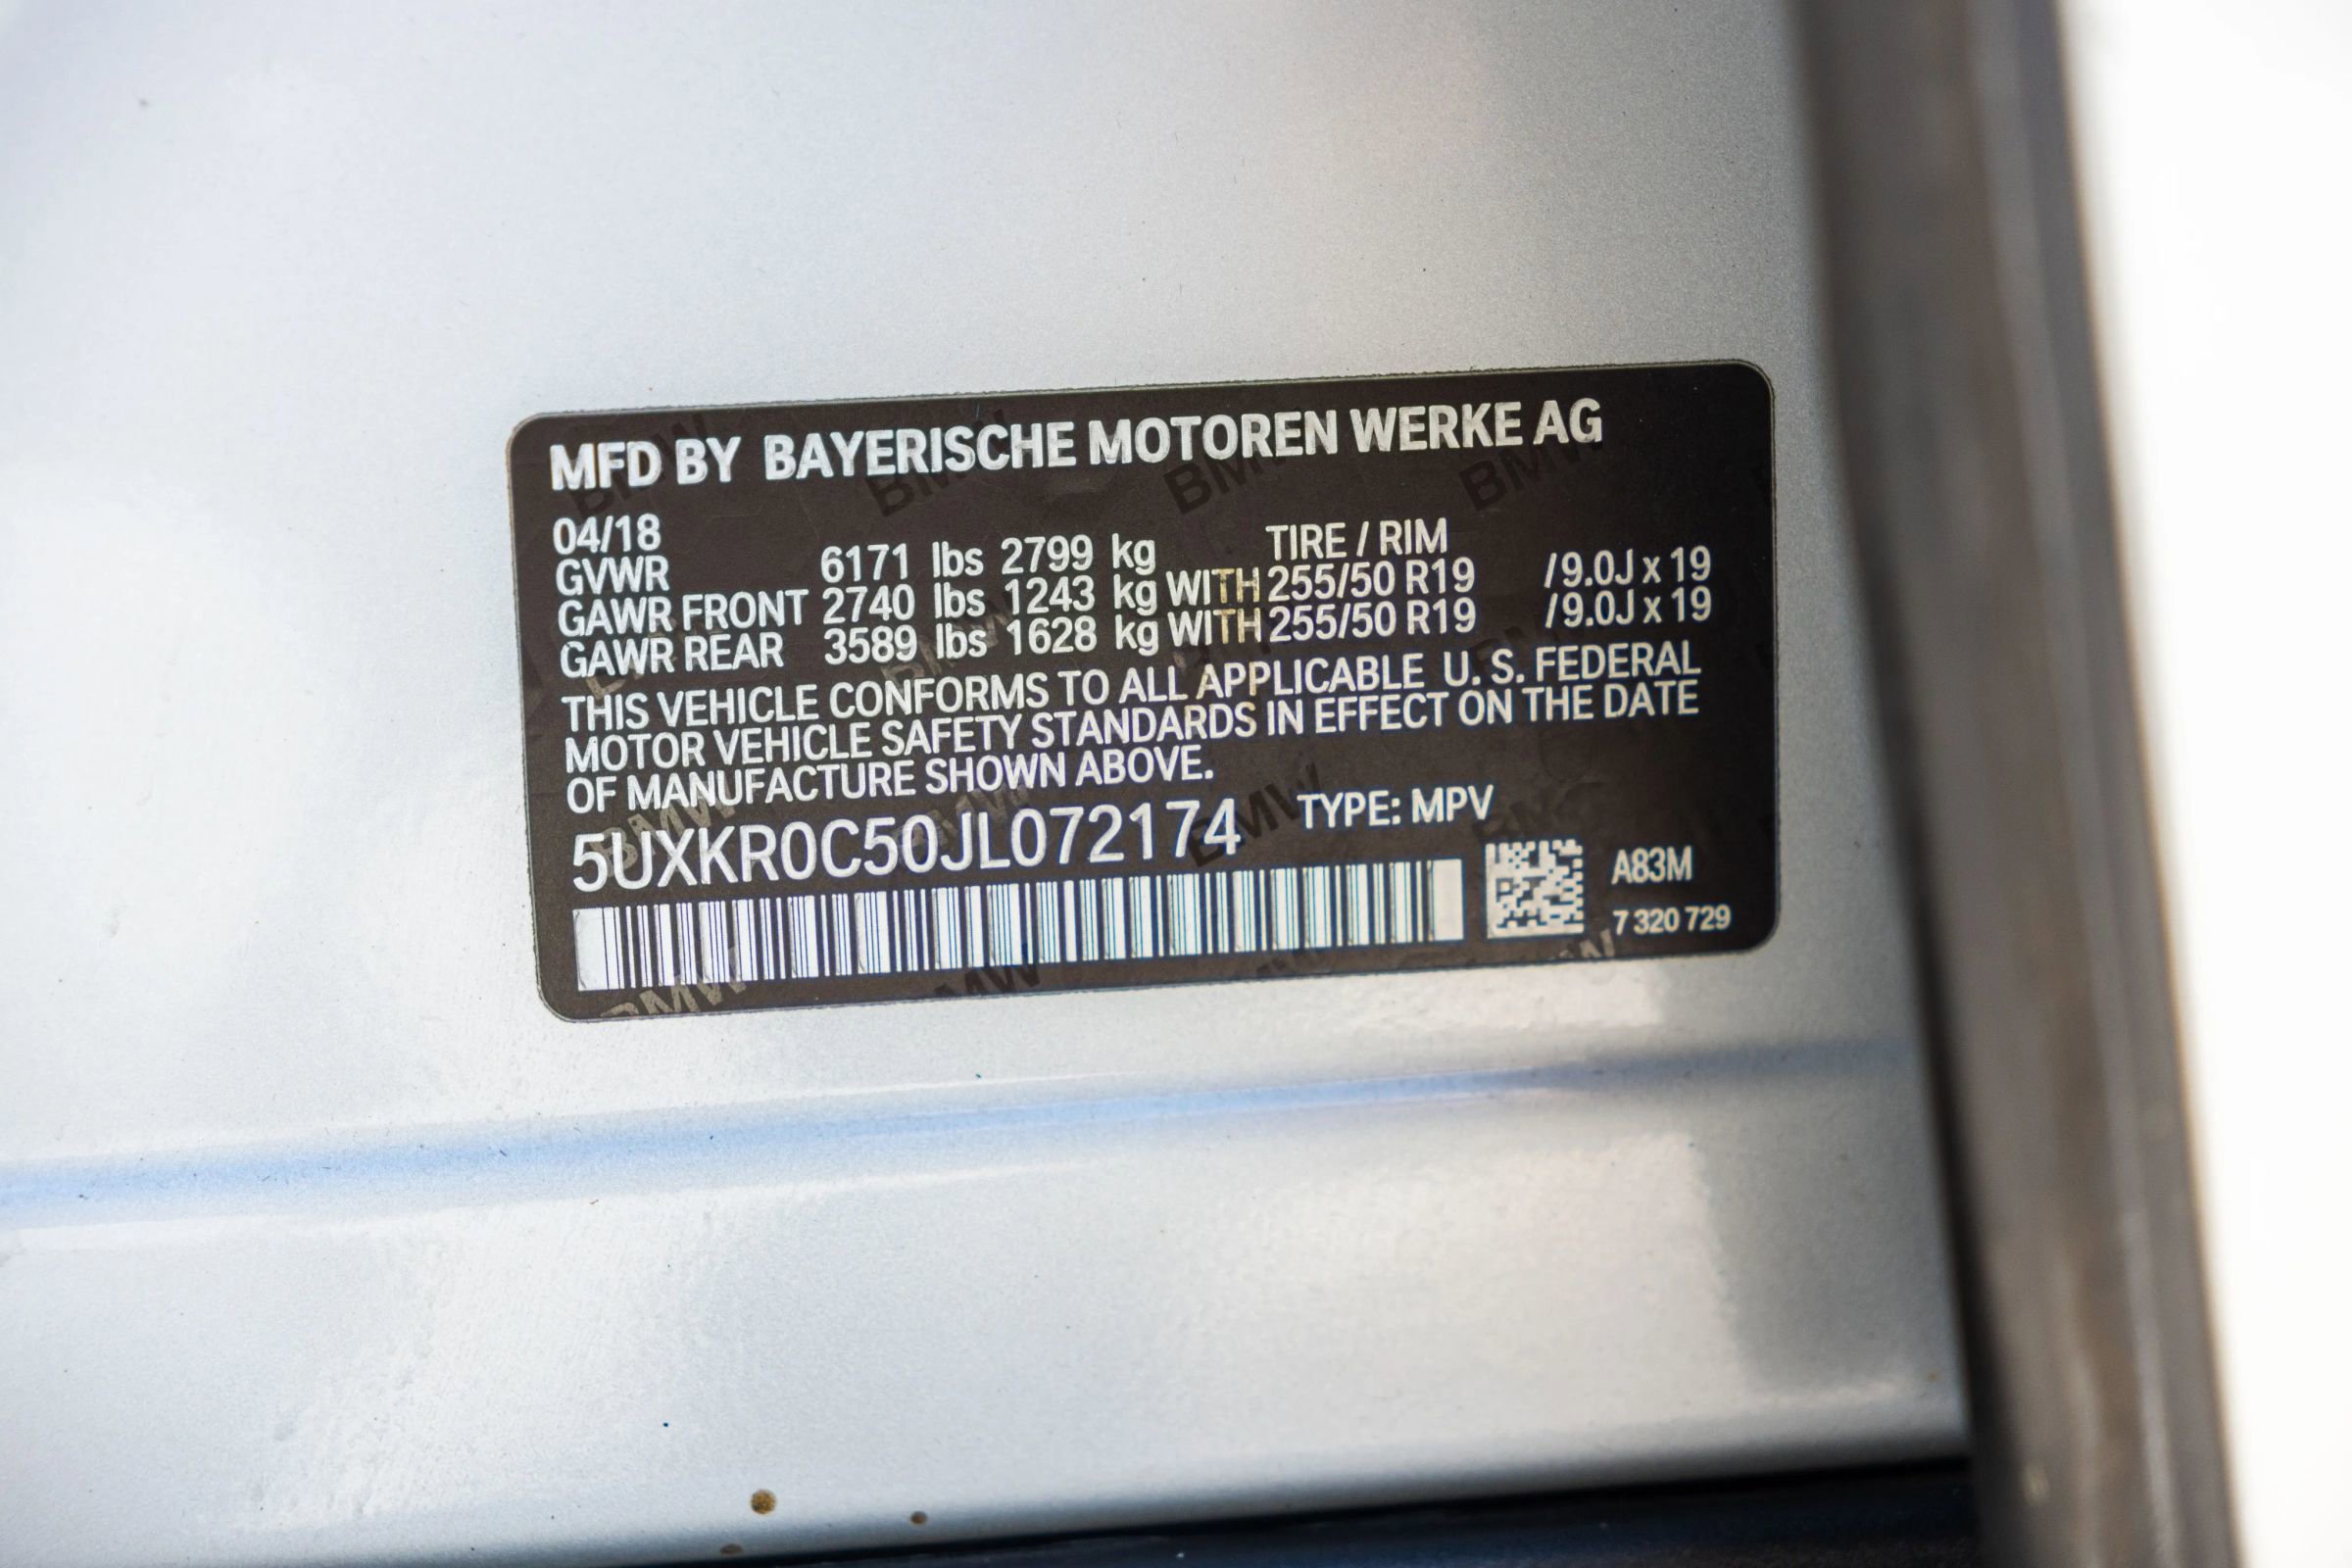 MFD BY BAYERISCHE MOTOREN WERKE AG
04/18 TIRE / RIM
GVWR 6171 lbs 2799 kg
GAWR FRONT 2740 lbs 1243 kg WITH 255/50 R19 /9.0J x 19
GAWR REAR 3589 lbs 1628 kg WITH 255/50 R19 /9.0J x 19
THIS VEHICLE CONFORMS TO ALL APPLICABLE U. S. FEDERAL
MOTOR VEHICLE SAFETY STANDARDS IN EFFECT ON THE DATE
OF MANUFACTURE SHOWN ABOVE.
5UXKR0C50JL072174 TYPE: MPV
A83M
7 320 729